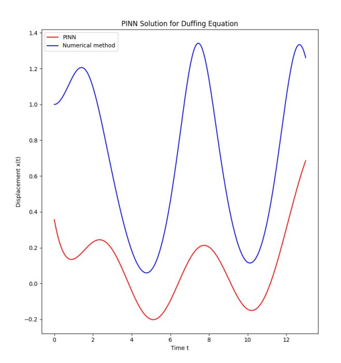 PINN Solution for Duffing Equation
PINN
Numerical method
1.4
1.2
1.0
0.8
0.6
0.4
0.2
0.0
−0.2
Displacement x(t)
0 2 4 6 8 10 12
Time t